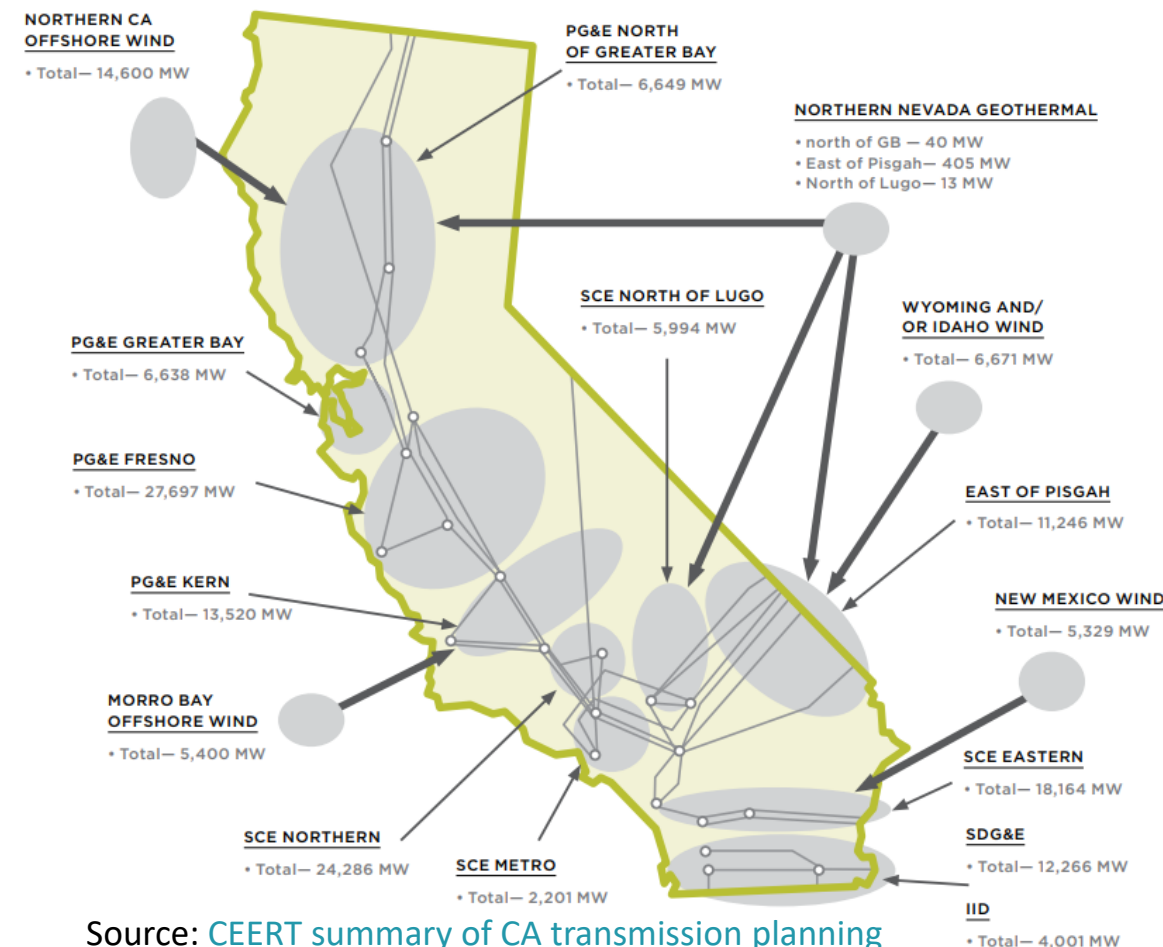 NORTHERN CA
OFFSHORE WIND
• Total— 14,600 MW
PG&E NORTH
OF GREATER BAY
• Total— 6,649 MW
NORTHERN NEVADA GEOTHERMAL
• north of GB — 40 MW
• East of Pisgah— 405 MW
• North of Lugo— 13 MW
SCE NORTH OF LUGO
• Total— 5,994 MW
WYOMING AND/
OR IDAHO WIND
• Total— 6,671 MW
PG&E GREATER BAY
• Total— 6,638 MW
PG&E FRESNO
• Total— 27,697 MW
EAST OF PISGAH
• Total— 11,246 MW
PG&E KERN
• Total— 13,520 MW
NEW MEXICO WIND
• Total— 5,329 MW
MORRO BAY
OFFSHORE WIND
• Total— 5,400 MW
SCE EASTERN
• Total— 18,164 MW
SCE NORTHERN
• Total— 24,286 MW
SCE METRO
• Total— 2,201 MW
SDG&E
• Total— 12,266 MW
IID
• Total— 4,001 MW
Source: CEERT summary of CA transmission planning